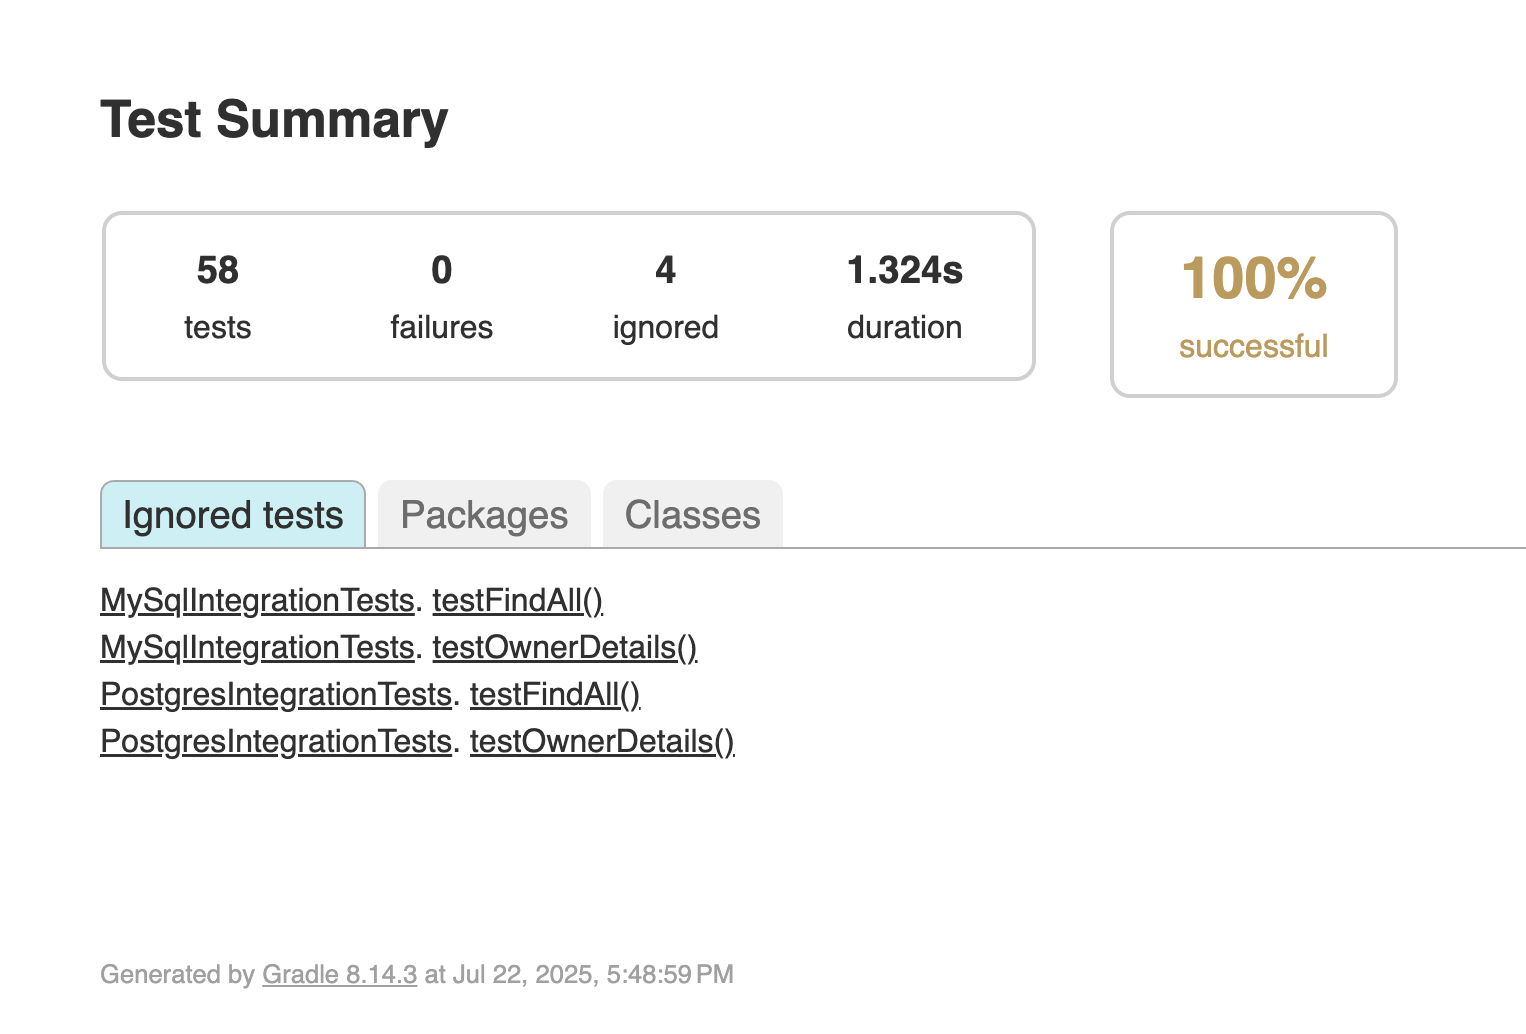 Test Summary
58 0 4 1.324s
tests failures ignored duration
100%
successful
Ignored tests Packages Classes
MySqlIntegrationTests. testFindAll()
MySqlIntegrationTests. testOwnerDetails()
PostgresIntegrationTests. testFindAll()
PostgresIntegrationTests. testOwnerDetails()
Generated by Gradle 8.14.3 at Jul 22, 2025, 5:48:59 PM